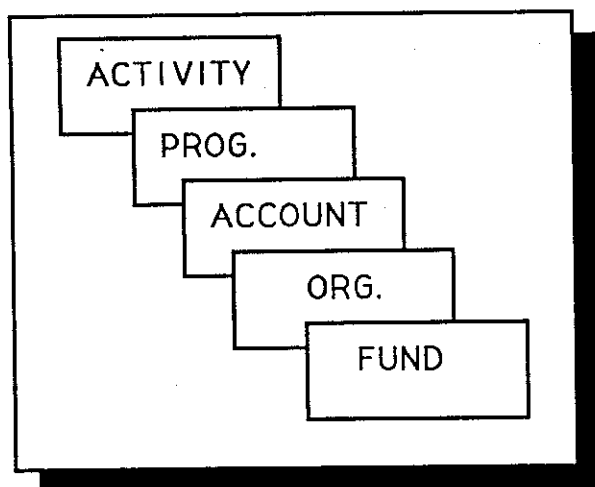 ACTIVITY
PROG.
ACCOUNT
ORG.
FUND